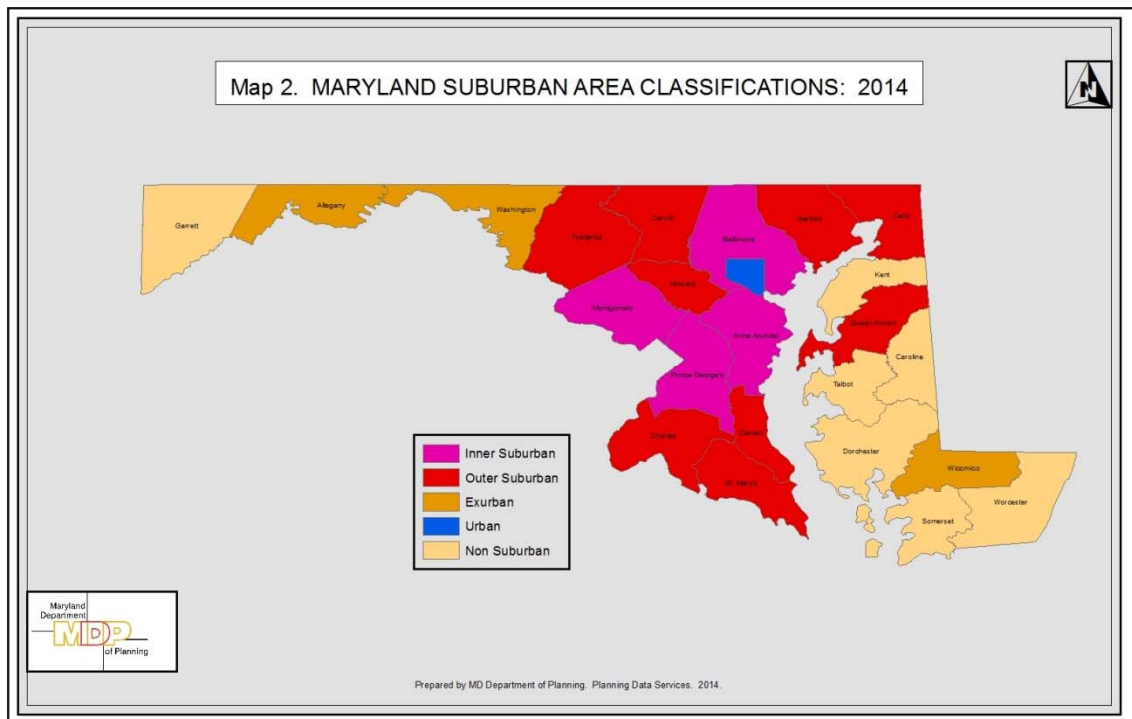 Map 2. MARYLAND SUBURBAN AREA CLASSIFICATIONS: 2014
N
Garrett
Allegany
Washington
Frederick
Carroll
Baltimore
Harford
Cecil
Kent
Howard
Montgomery
Anne Arundel
Queen Anne's
Caroline
Prince George's
Talbot
Charles
Calvert
Dorchester
St. Mary's
Wicomico
Worcester
Somerset
Inner Suburban
Outer Suburban
Exurban
Urban
Non Suburban
Maryland
Department
MDP
of Planning
Prepared by MD Department of Planning. Planning Data Services. 2014.